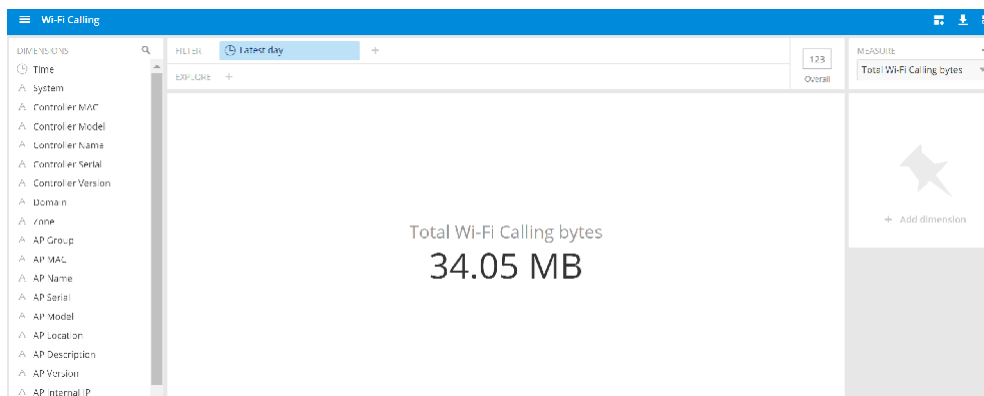 Wi-Fi Calling
DIMENSIONS
Time
System
Controller MAC
Controller Model
Controller Name
Controller Serial
Controller Version
Domain
Zone
AP Group
AP MAC
AP Name
AP Serial
AP Model
AP Location
AP Description
AP Version
AP Internal IP
FILTER
Latest day
+
EXPLORE +
123
Overall
MEASURE
Total Wi-Fi Calling bytes
Total Wi-Fi Calling bytes
34.05 MB
+ Add dimension